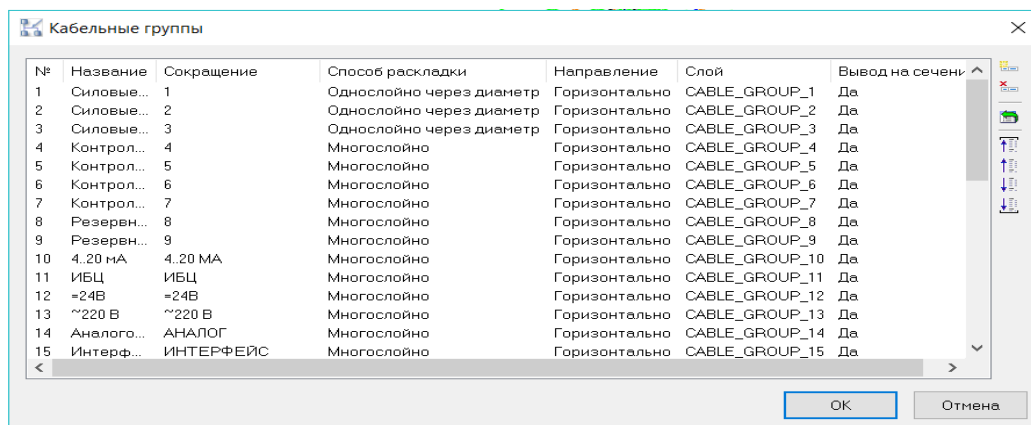 Кабельные группы
№ Название Сокращение Способ раскладки Направление Слой Вывод на сечени
1 Силовые... 1 Однослойно через диаметр Горизонтально CABLE_GROUP_1 Да
2 Силовые... 2 Однослойно через диаметр Горизонтально CABLE_GROUP_2 Да
3 Силовые... 3 Однослойно через диаметр Горизонтально CABLE_GROUP_3 Да
4 Контрол... 4 Многослойно Горизонтально CABLE_GROUP_4 Да
5 Контрол... 5 Многослойно Горизонтально CABLE_GROUP_5 Да
6 Контрол... 6 Многослойно Горизонтально CABLE_GROUP_6 Да
7 Контрол... 7 Многослойно Горизонтально CABLE_GROUP_7 Да
8 Резервн... 8 Многослойно Горизонтально CABLE_GROUP_8 Да
9 Резервн... 9 Многослойно Горизонтально CABLE_GROUP_9 Да
10 4..20 мА 4..20 МА Многослойно Горизонтально CABLE_GROUP_10 Да
11 ИБЦ ИБЦ Многослойно Горизонтально CABLE_GROUP_11 Да
12 =24В =24В Многослойно Горизонтально CABLE_GROUP_12 Да
13 ~220 В ~220 В Многослойно Горизонтально CABLE_GROUP_13 Да
14 Аналого... АНАЛОГ Многослойно Горизонтально CABLE_GROUP_14 Да
15 Интерф... ИНТЕРФЕЙС Многослойно Горизонтально CABLE_GROUP_15 Да
OK Отмена